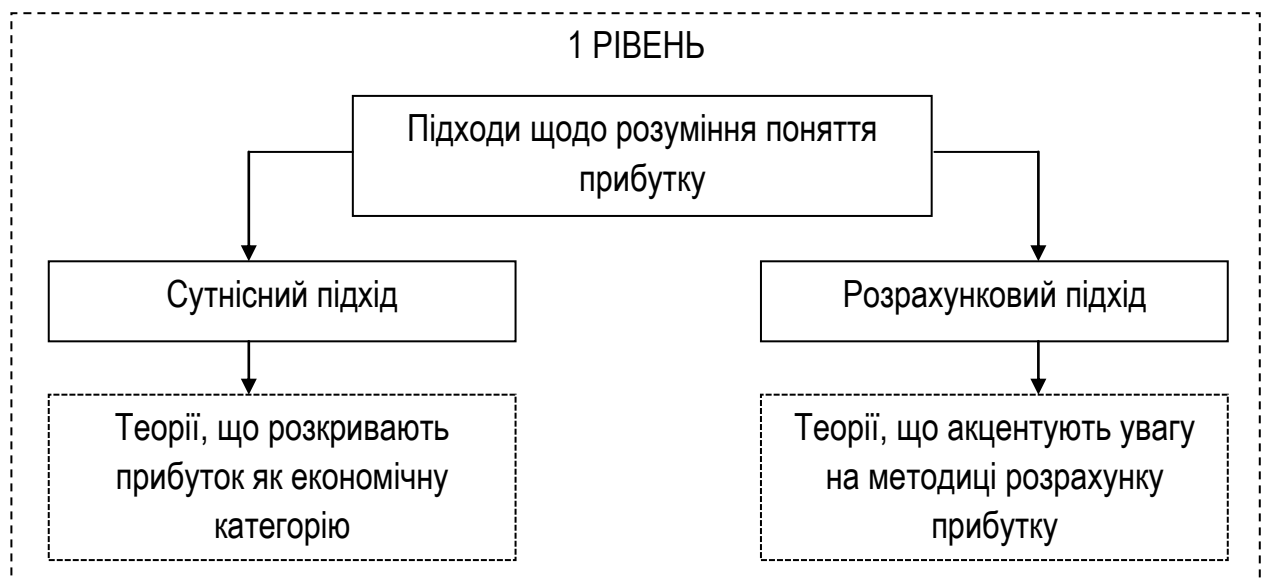 1 РІВЕНЬ
Підходи щодо розуміння поняття
прибутку
Сутнісний підхід
Розрахунковий підхід
Теорії, що розкривають
прибуток як економічну
категорію
Теорії, що акцентують увагу
на методиці розрахунку
прибутку